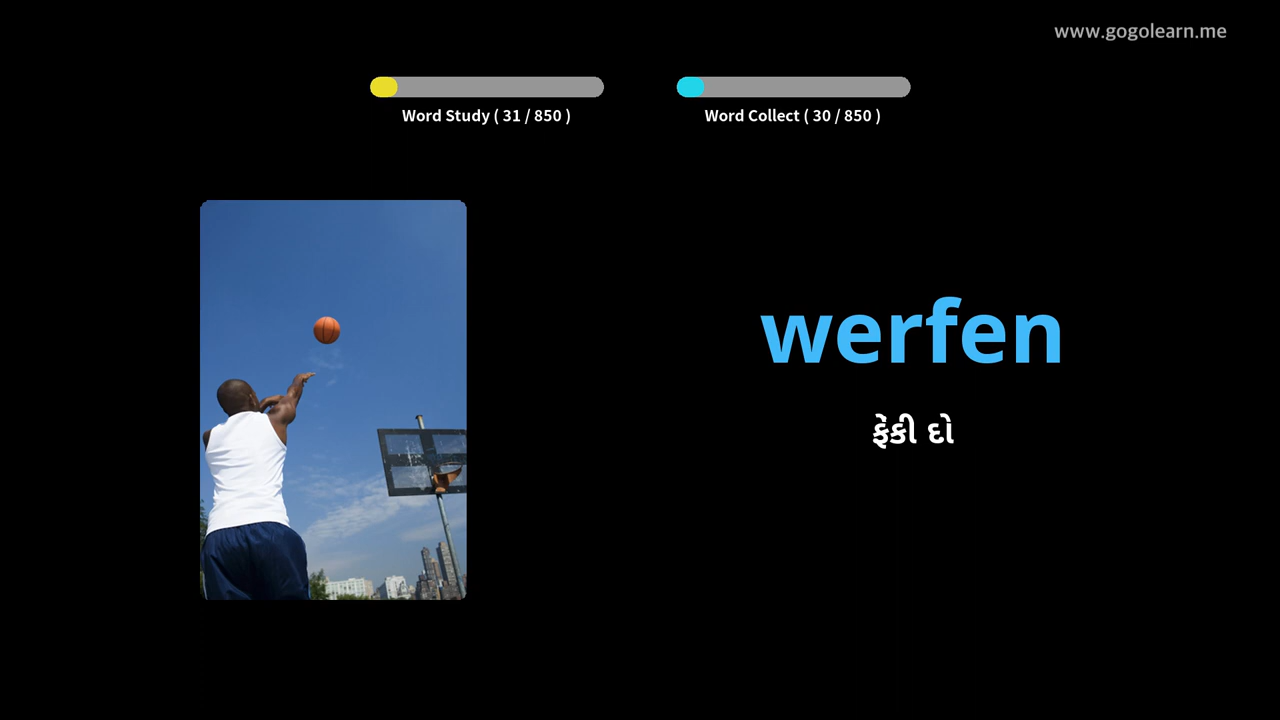 www.gogolearn.me
Word Study ( 31 / 850 )
Word Collect ( 30 / 850 )
werfen
ફેંકી દો